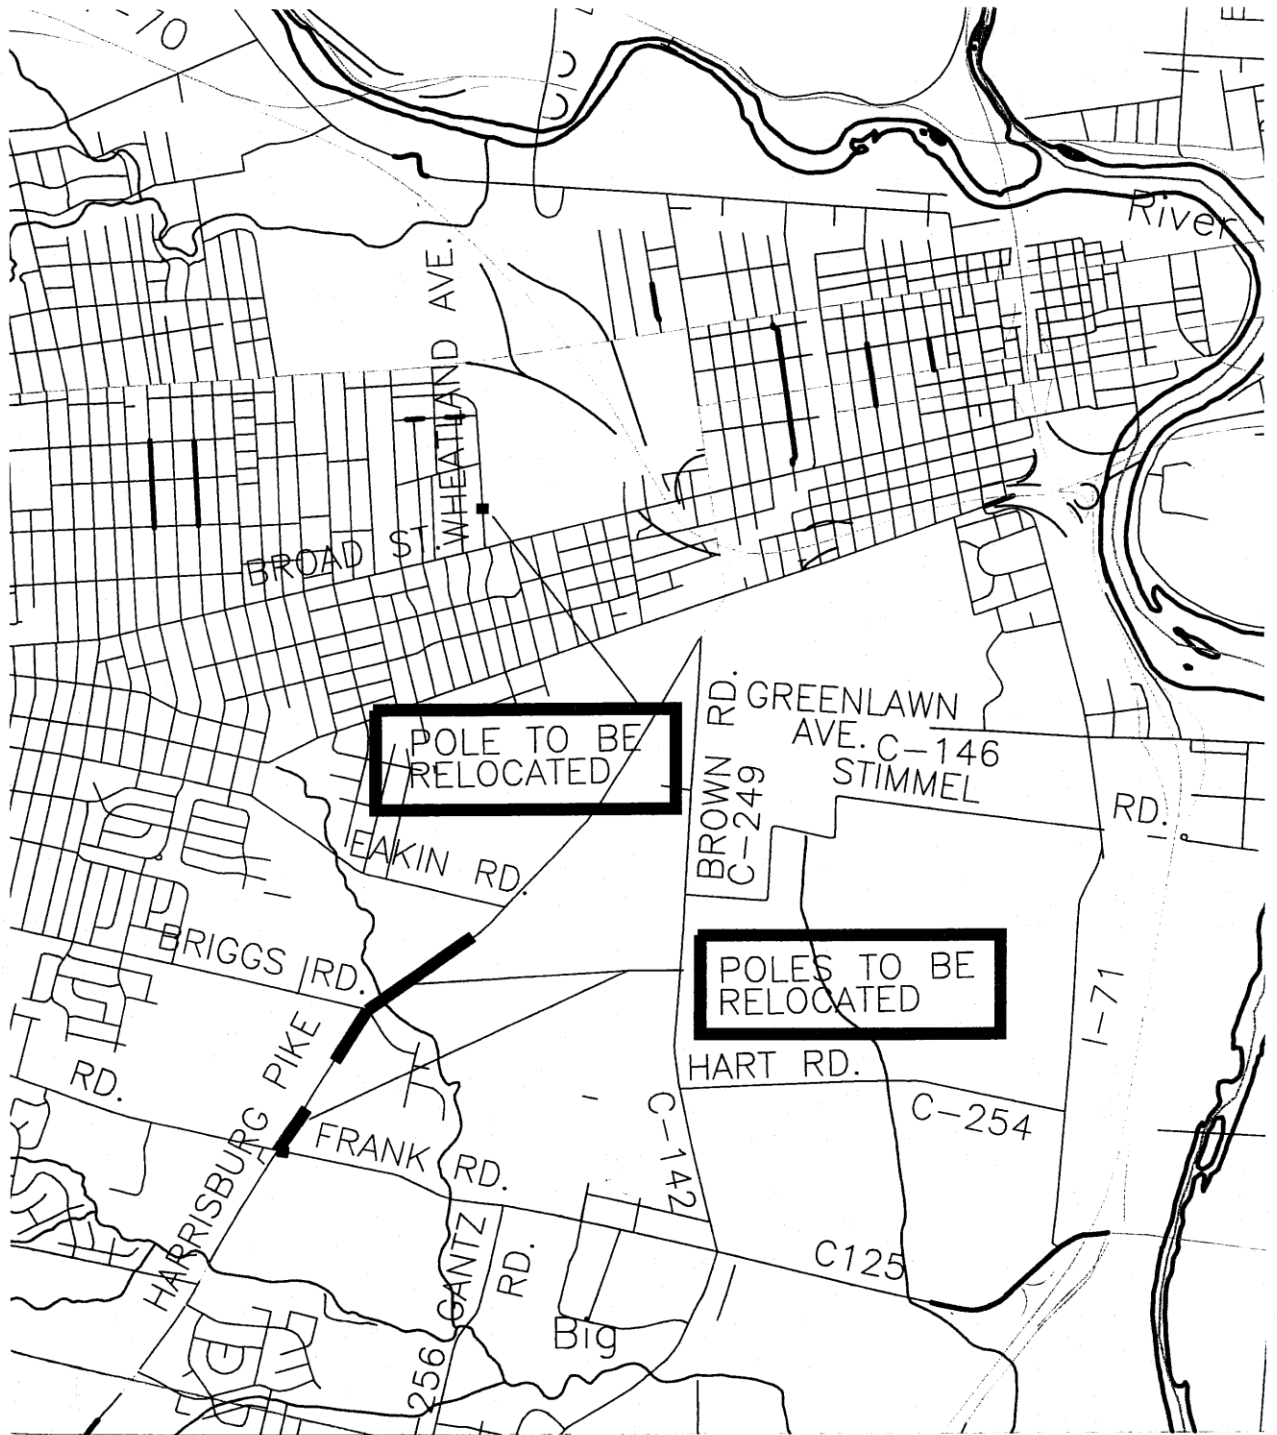 -70
River
WHEATLAND AVE.
BROAD ST.
POLE TO BE
RELOCATED
BROWN RD.
C-249
GREENLAWN
AVE.
C-146
STIMMEL
RD.
EAKIN RD.
BRIGGS RD.
POLES TO BE
RELOCATED
I-71
HARRISBURG PIKE
RD.
HART RD.
C-254
C-142
FRANK RD.
GANTZ
RD.
256
C125
Big